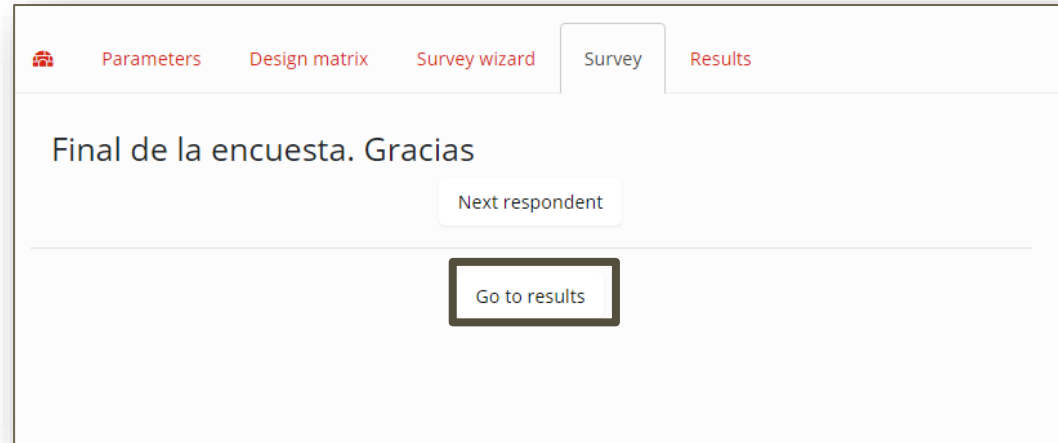 Parameters Design matrix Survey wizard Survey Results
Final de la encuesta. Gracias
Next respondent
Go to results